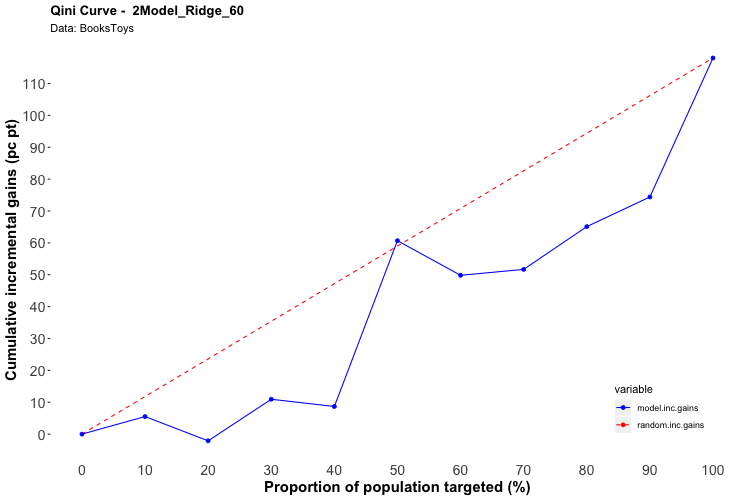 Qini Curve -  2Model_Ridge_60
Data: BooksToys
Cumulative incremental gains (pc pt)
110
100
90
80
70
60
50
40
30
20
10
0
variable
model.inc.gains
random.inc.gains
0 10 20 30 40 50 60 70 80 90 100
Proportion of population targeted (%)